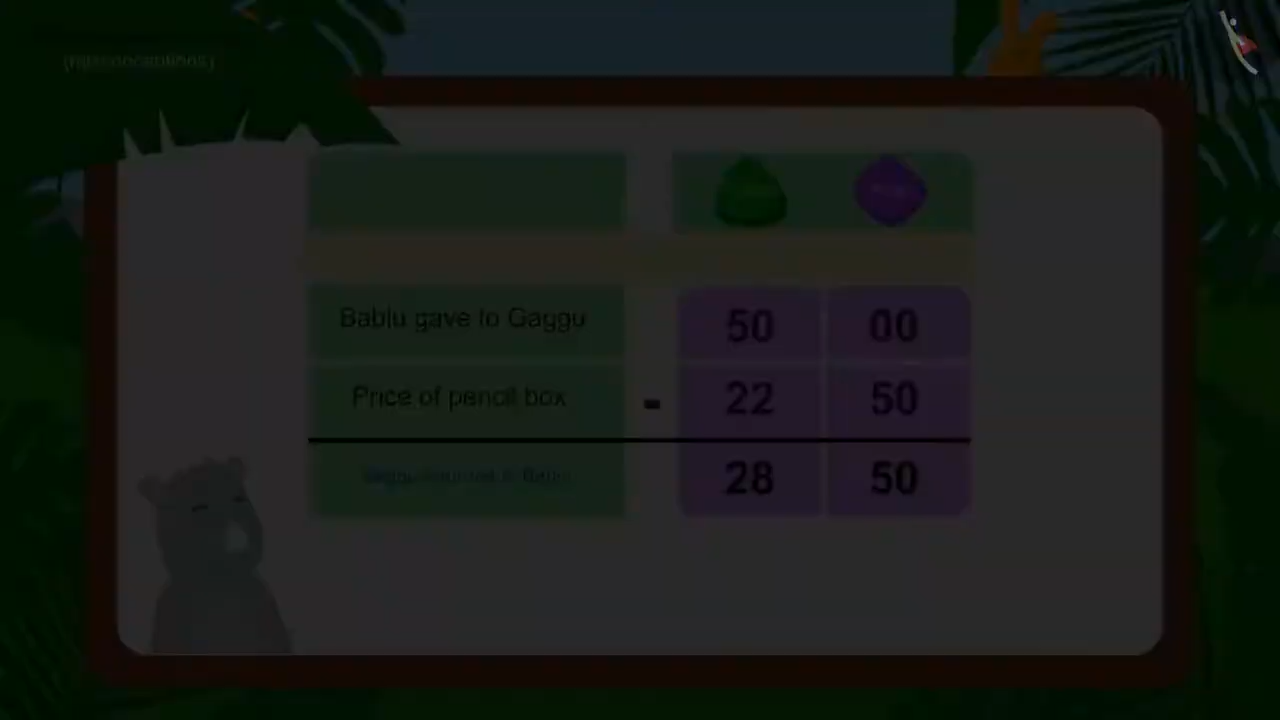 Bablu gave to Gaggu
50 00
Price of pencil box
- 22 50
28 50